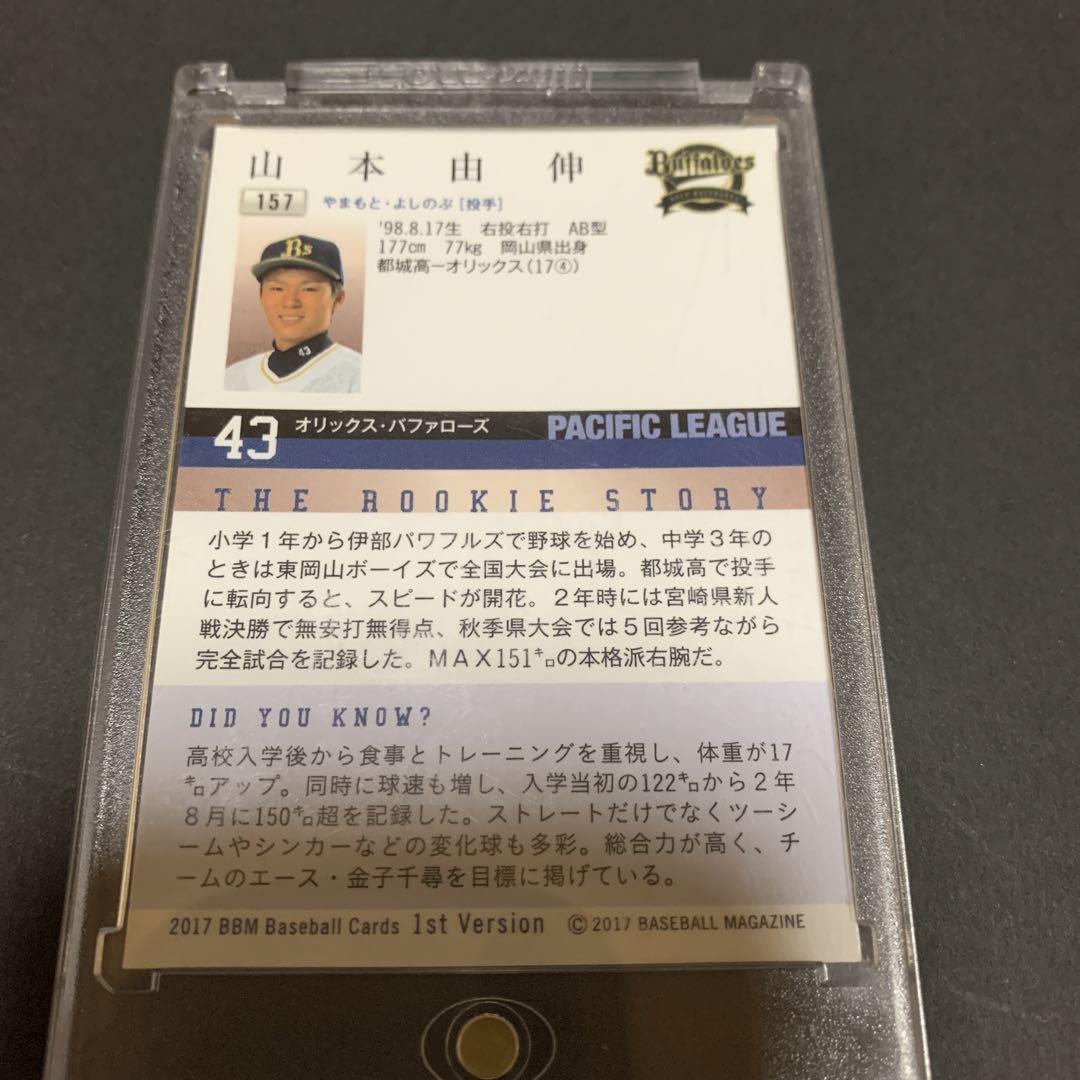 山本由伸
Buffaloes
157
やまもと・よしのぶ [投手]
'98.8.17生 右投右打 AB型
177cm 77kg 岡山県出身
都城高ーオリックス(17④)
Bs
43
43 オリックス・バファローズ PACIFIC LEAGUE
THE ROOKIE STORY
小学1年から伊部パワフルズで野球を始め、中学3年の
ときは東岡山ボーイズで全国大会に出場。都城高で投手
に転向すると、スピードが開花。2年時には宮崎県新人
戦決勝で無安打無得点、秋季県大会では5回参考ながら
完全試合を記録した。MAX151㌔の本格派右腕だ。
DID YOU KNOW?
高校入学後から食事とトレーニングを重視し、体重が17
㌔アップ。同時に球速も増し、入学当初の122㌔から2年
8月に150㌔超を記録した。ストレートだけでなくツーシ
ームやシンカーなどの変化球も多彩。総合力が高く、チ
ームのエース・金子千尋を目標に掲げている。
2017 BBM Baseball Cards 1st Version © 2017 BASEBALL MAGAZINE